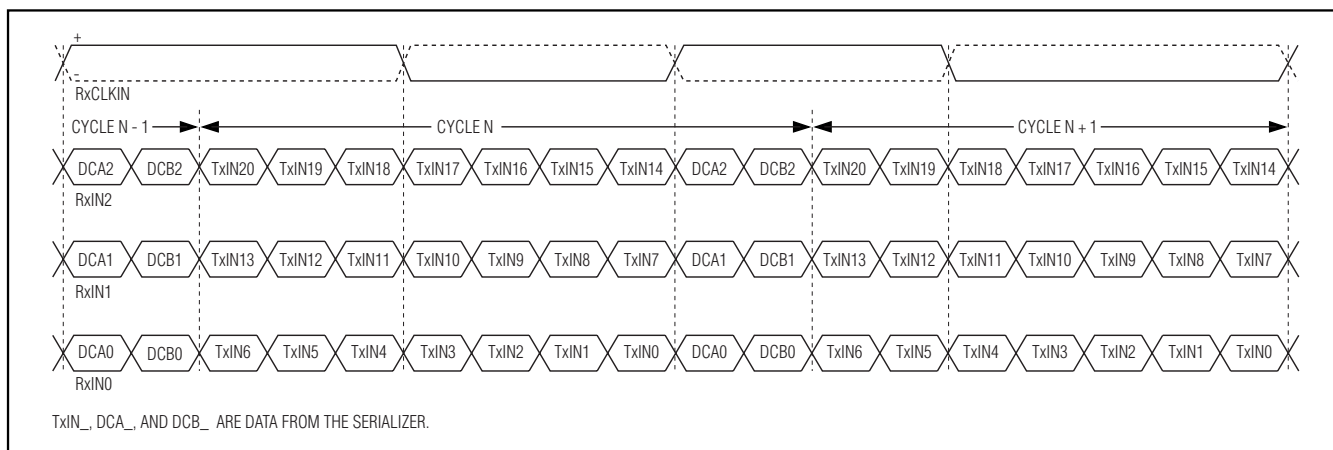 +
-
RxCLKIN
CYCLE N - 1 CYCLE N CYCLE N + 1
DCA2 DCB2 TxIN20 TxIN19 TxIN18 TxIN17 TxIN16 TxIN15 TxIN14 DCA2 DCB2 TxIN20 TxIN19 TxIN18 TxIN17 TxIN16 TxIN15 TxIN14
RxIN2
DCA1 DCB1 TxIN13 TxIN12 TxIN11 TxIN10 TxIN9 TxIN8 TxIN7 DCA1 DCB1 TxIN13 TxIN12 TxIN11 TxIN10 TxIN9 TxIN8 TxIN7
RxIN1
DCA0 DCB0 TxIN6 TxIN5 TxIN4 TxIN3 TxIN2 TxIN1 TxIN0 DCA0 DCB0 TxIN6 TxIN5 TxIN4 TxIN3 TxIN2 TxIN1 TxIN0
RxIN0
TxIN_, DCA_, AND DCB_ ARE DATA FROM THE SERIALIZER.